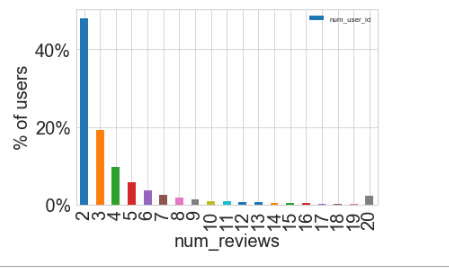 num_user_id
40%
20%
0%
% of users
2 3 4 5 6 7 8 9 10 11 12 13 14 15 16 17 18 19 20
num_reviews